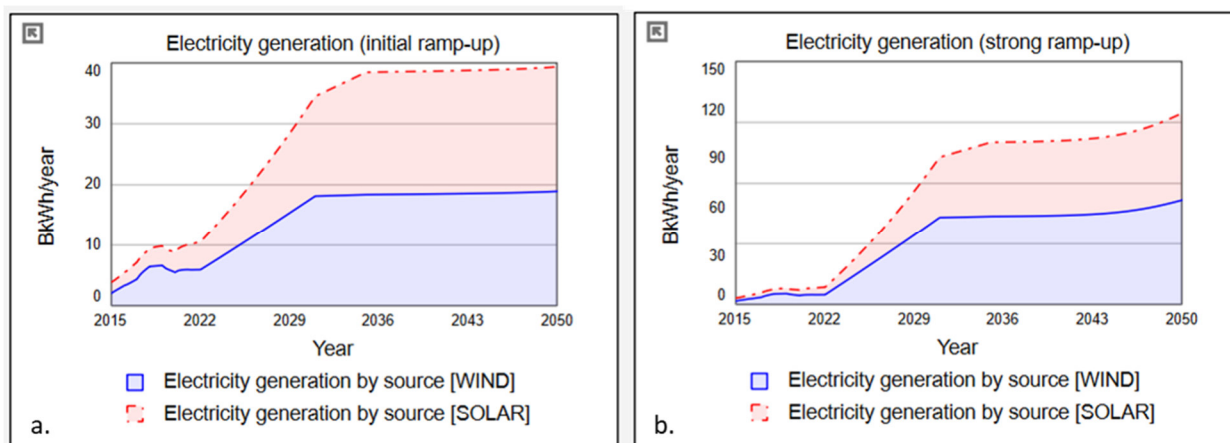 Electricity generation (initial ramp-up)
BkWh/year
40
30
20
10
0
2015 2022 2029 2036 2043 2050
Year
Electricity generation by source [WIND]
Electricity generation by source [SOLAR]
a.
Electricity generation (strong ramp-up)
BkWh/year
150
120
90
60
30
0
2015 2022 2029 2036 2043 2050
Year
Electricity generation by source [WIND]
Electricity generation by source [SOLAR]
b.